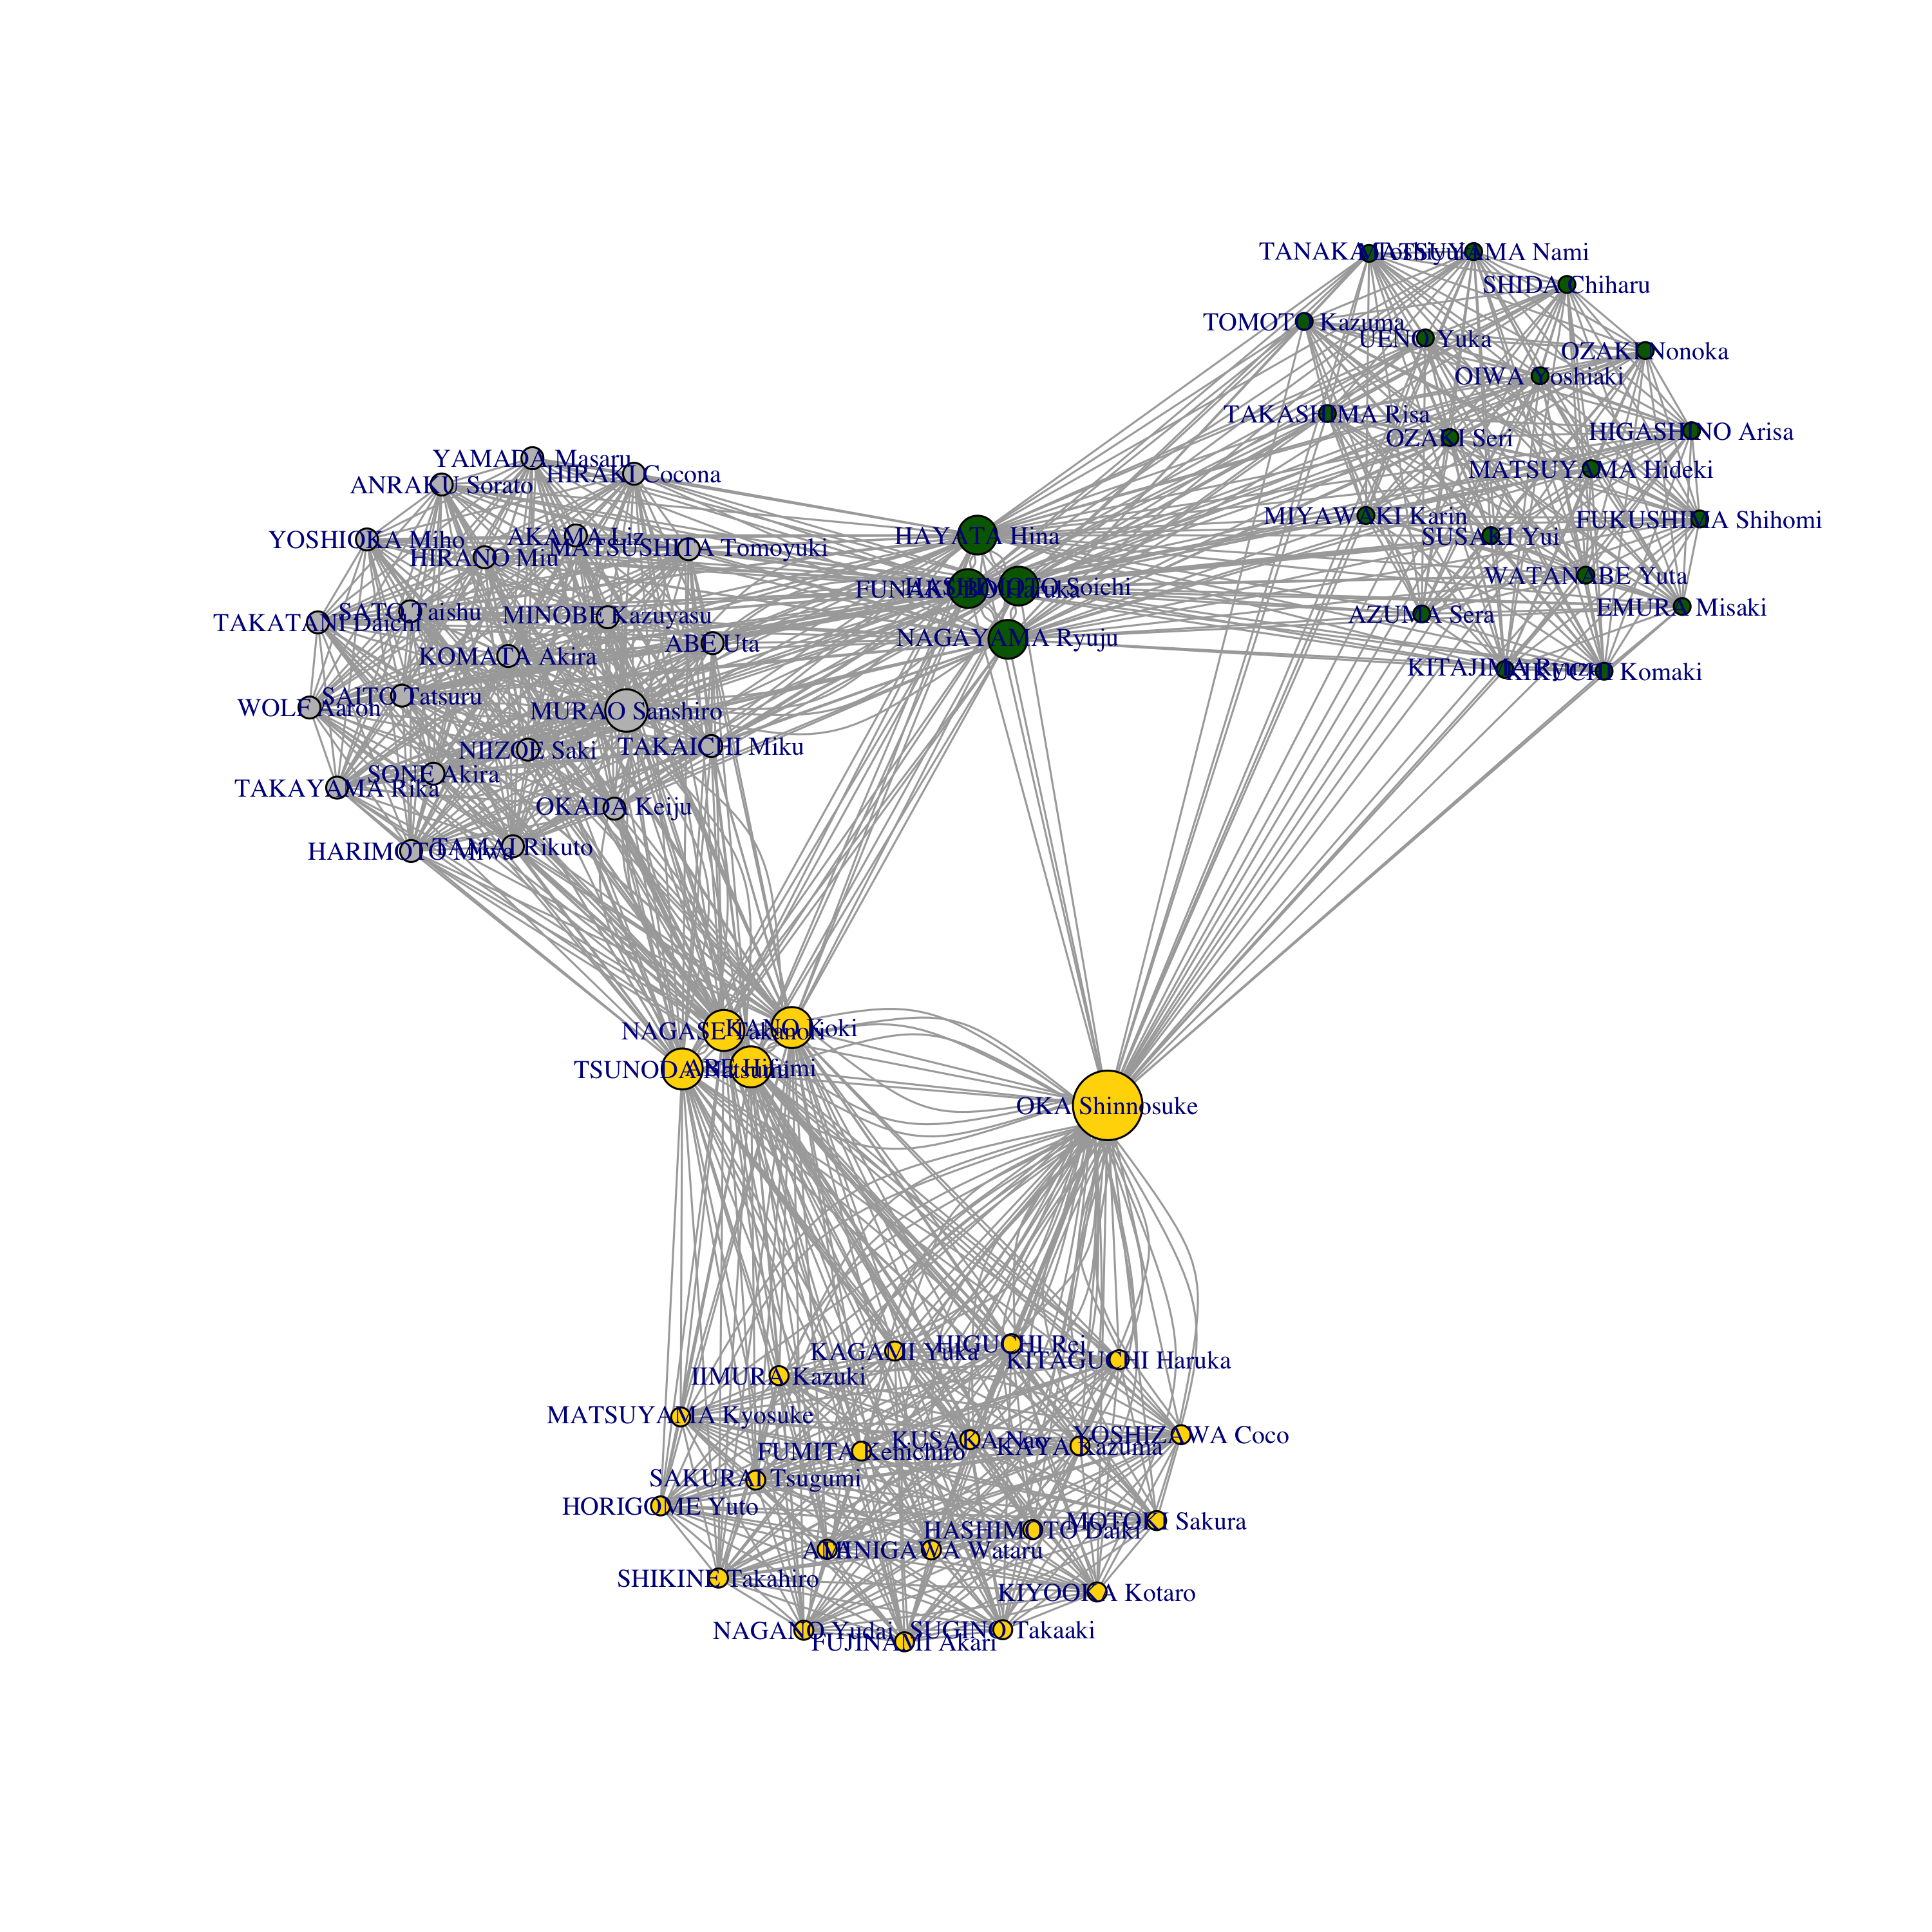 TANAKA Toshiyuki
MATSUYAMA Nami
SHIDA Chiharu
TOMOTO Kazuma
UENO Yuka
OZAKI Nonoka
OIWA Yoshiaki
TAKASHIMA Risa
HIGASHINO Arisa
OZAKI Seri
MATSUYAMA Hideki
MIYAWAKI Karin
FUKUSHIMA Shihomi
SUSAKI Yui
WATANABE Yuta
EMURA Misaki
AZUMA Sera
KITAJIMA Ryuzo
KIKUCHI Komaki
YAMADA Masaru
HIRAKI Cocona
ANRAKU Sorato
YOSHIOKA Miho
AKAMA Liz
HIRANO Miu
MATSUSHITA Tomoyuki
HAYATA Hina
FUNAKUBO Haruka
HASHIMOTO Soichi
NAGAYAMA Ryuju
SATO Taishu
TAKATANI Daichi
MINOBE Kazuyasu
ABE Uta
KOMATA Akira
SAITO Tatsuru
WOLF Aaron
MURAO Sanshiro
NIIZOE Saki
TAKAICHI Miku
SONE Akira
TAKAYAMA Rika
OKADA Keiju
HARIMOTO Miwa
TAMAI Rikuto
NAGASE Takanori
KANO Koki
TSUNODA Natsumi
ABE Hifumi
OKA Shinnosuke
KAGAMI Yuka
HIGUCHI Rei
KITAGUCHI Haruka
IIMURA Kazuki
MATSUYAMA Kyosuke
FUMITA Kenichiro
KUSAKA Nao
KAYA Kazuma
YOSHIZAWA Coco
SAKURAI Tsugumi
HORIGOME Yuto
HASHIMOTO Daiki
MOTOKI Sakura
AMI
TANIGAWA Wataru
SHIKINE Takahiro
KIYOOKA Kotaro
NAGANO Yudai
FUJINAMI Akari
SUGINO Takaaki